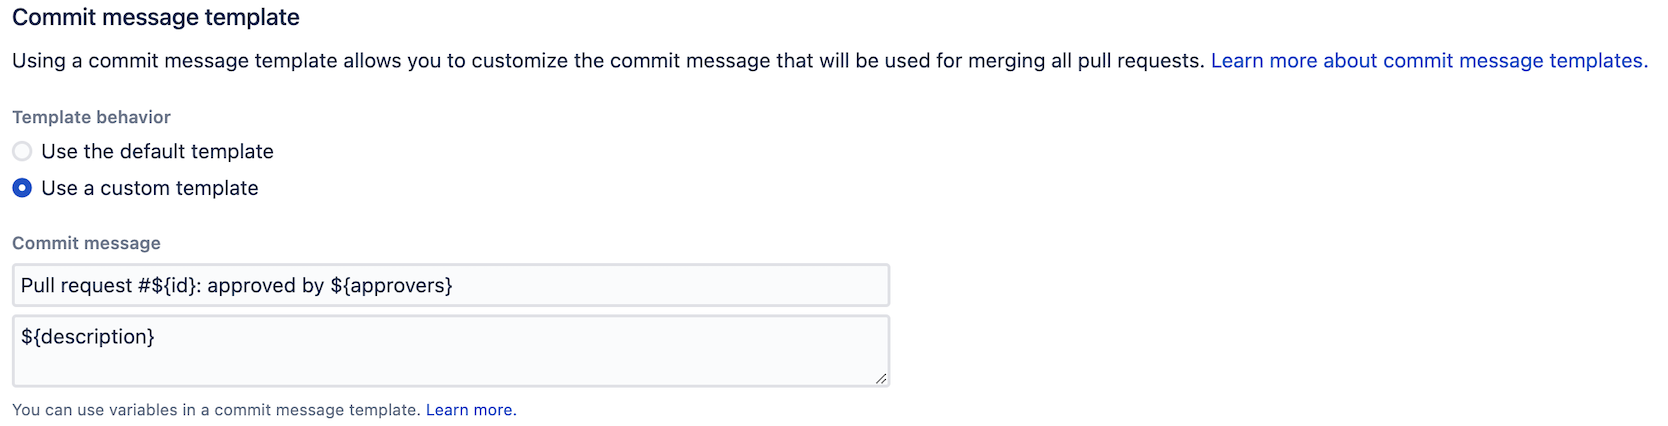 Commit message template
Using a commit message template allows you to customize the commit message that will be used for merging all pull requests. Learn more about commit message templates.
Template behavior
Use the default template
Use a custom template
Commit message
Pull request #${id}: approved by ${approvers}
${description}
You can use variables in a commit message template. Learn more.